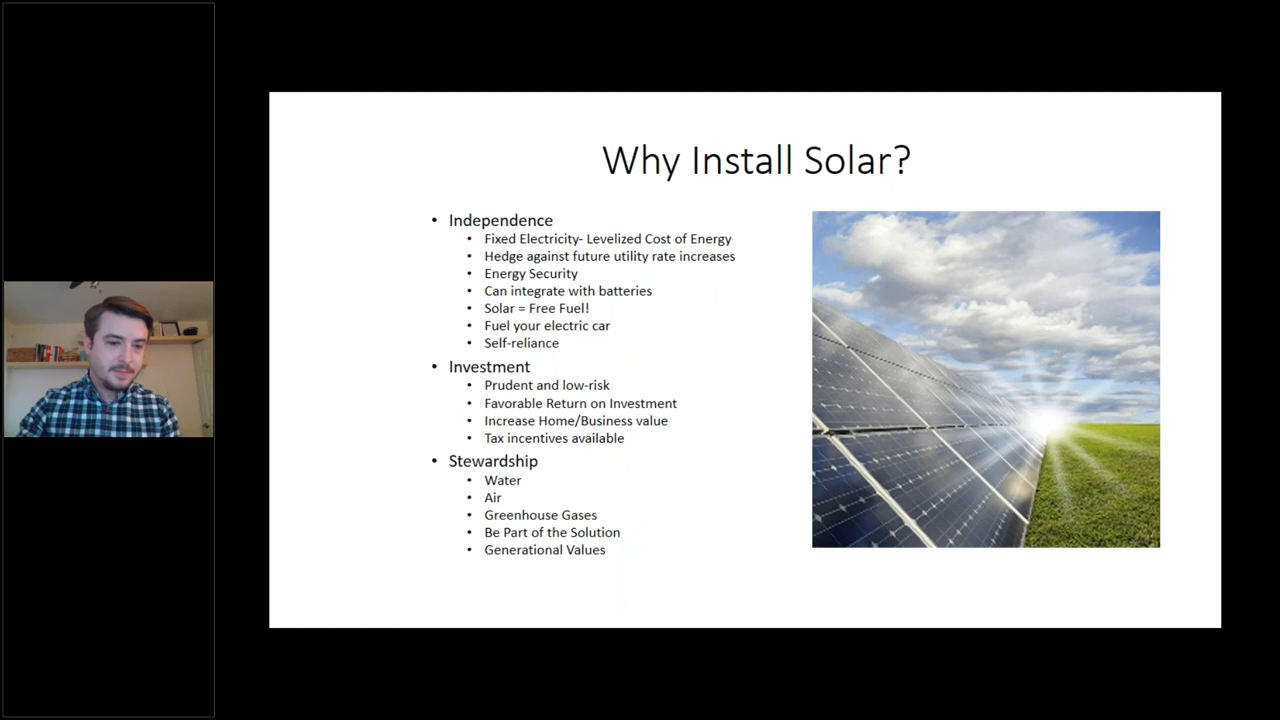 Why Install Solar?
• Independence
• Fixed Electricity- Levelized Cost of Energy
• Hedge against future utility rate increases
• Energy Security
• Can integrate with batteries
• Solar = Free Fuel!
• Fuel your electric car
• Self-reliance
• Investment
• Prudent and low-risk
• Favorable Return on Investment
• Increase Home/Business value
• Tax incentives available
• Stewardship
• Water
• Air
• Greenhouse Gases
• Be Part of the Solution
• Generational Values